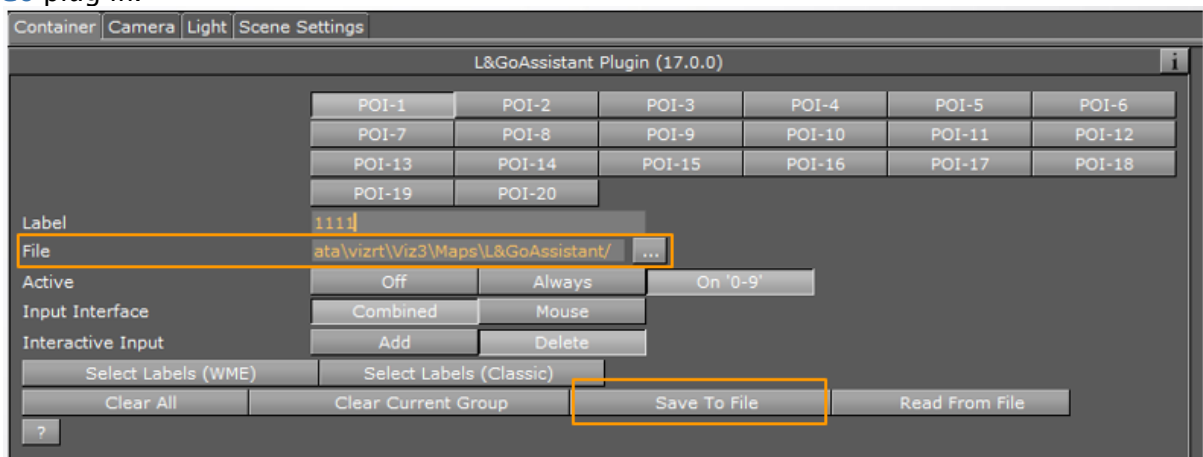 plug-in.
Container Camera Light Scene Settings
L&GoAssistant Plugin (17.0.0) i
POI-1 POI-2 POI-3 POI-4 POI-5 POI-6
POI-7 POI-8 POI-9 POI-10 POI-11 POI-12
POI-13 POI-14 POI-15 POI-16 POI-17 POI-18
POI-19 POI-20
Label 1111
File ata\vizrt\Viz3\Maps\L&GoAssistant/ ...
Active Off Always On '0-9'
Input Interface Combined Mouse
Interactive Input Add Delete
Select Labels (WME) Select Labels (Classic)
Clear All Clear Current Group Save To File Read From File
?